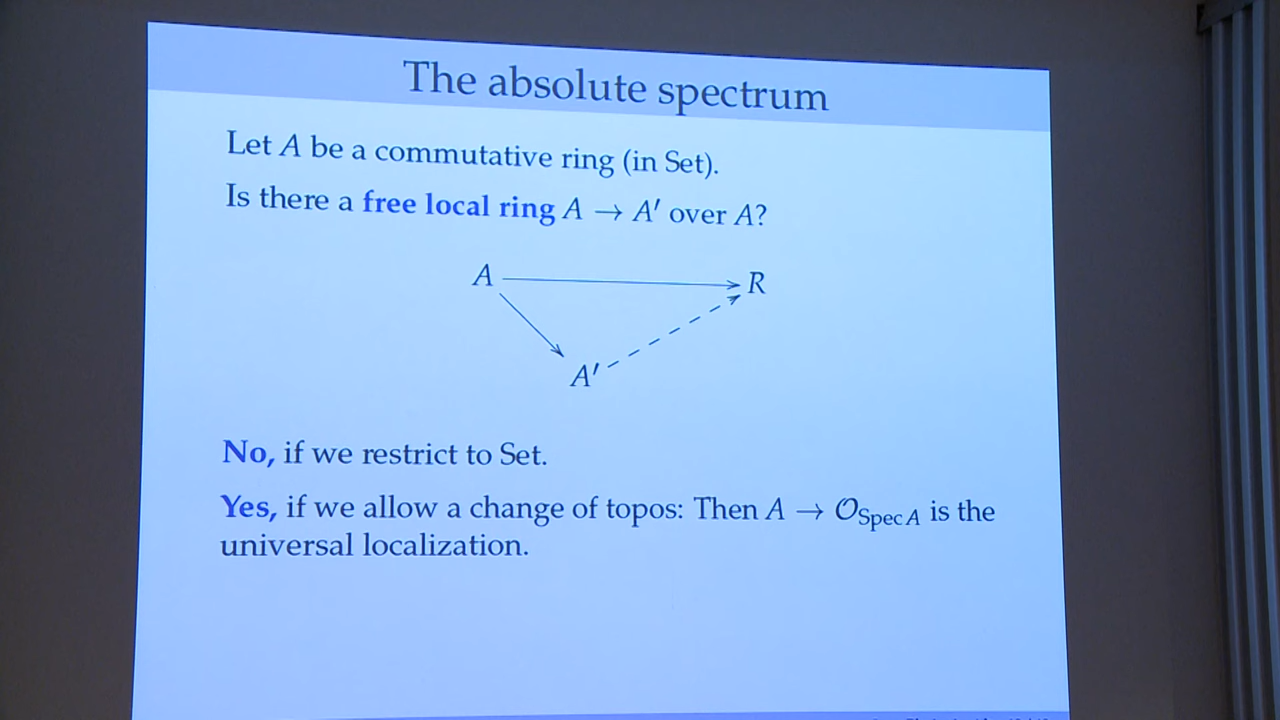 The absolute spectrum
Let A be a commutative ring (in Set).
Is there a free local ring A → A′ over A?
A R
A′
No, if we restrict to Set.
Yes, if we allow a change of topos: Then A → 𝒪Spec A is the
universal localization.